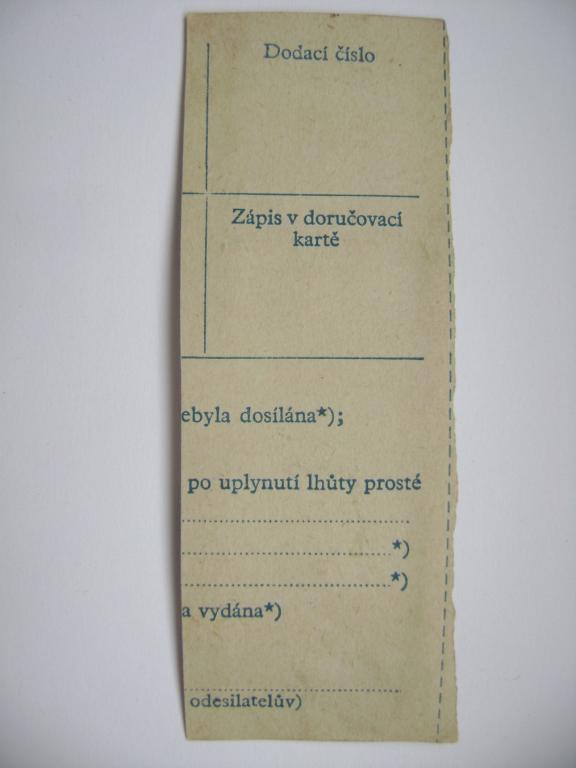 Dodací číslo
Zápis v doručovací
kartě
ebyla dosílána*);
po uplynutí lhůty prosté
*)
*)
a vydána*)
odesilatelův)